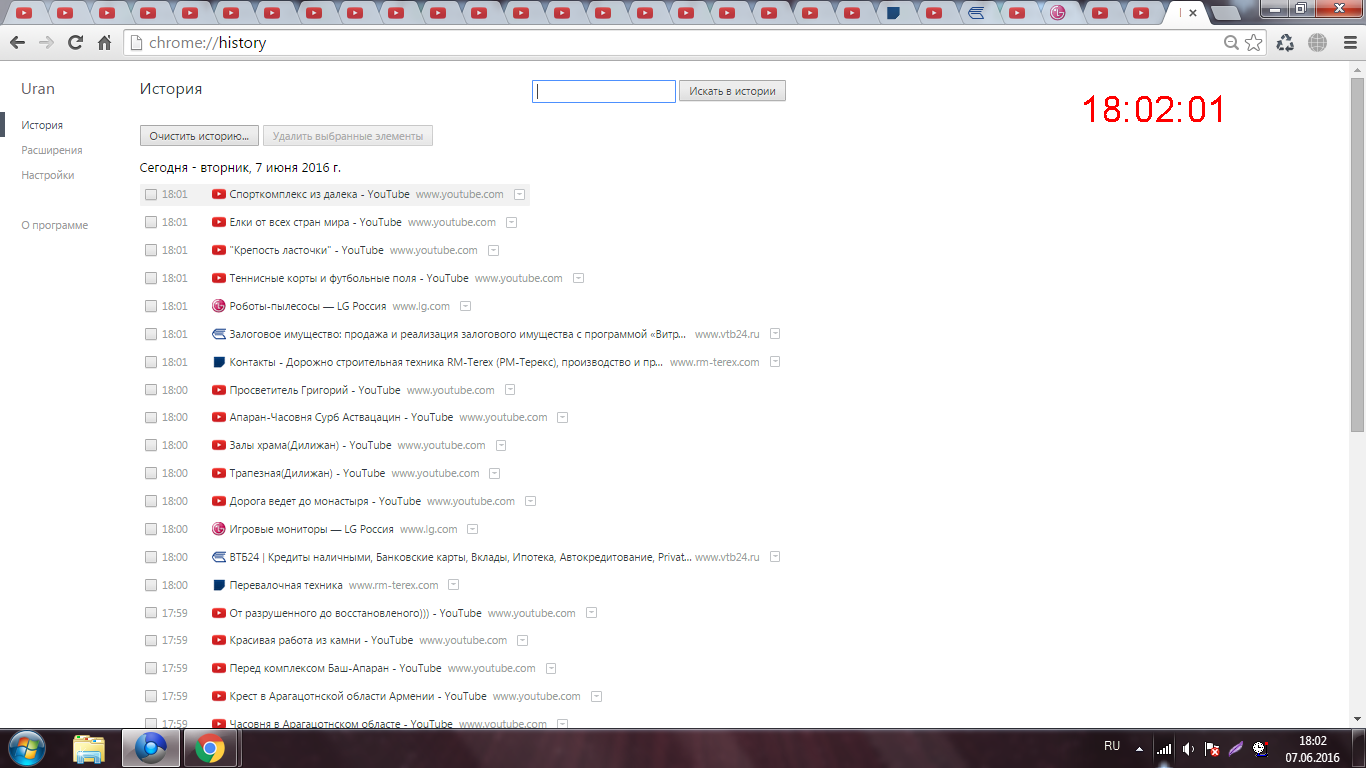 chrome://history
Uran
История
Искать в истории
18:02:01
История
Расширения
Настройки
О программе
Очистить историю...
Удалить выбранные элементы
Сегодня - вторник, 7 июня 2016 г.
18:01 Спорткомплекс из далека - YouTube www.youtube.com
18:01 Елки от всех стран мира - YouTube www.youtube.com
18:01 "Крепость ласточки" - YouTube www.youtube.com
18:01 Теннисные корты и футбольные поля - YouTube www.youtube.com
18:01 Роботы-пылесосы — LG Россия www.lg.com
18:01 Залоговое имущество: продажа и реализация залогового имущества с программой «Витр... www.vtb24.ru
18:01 Контакты - Дорожно строительная техника RM-Terex (РМ-Терекс), производство и пр... www.rm-terex.com
18:00 Просветитель Григорий - YouTube www.youtube.com
18:00 Апаран-Часовня Сурб Аствацацин - YouTube www.youtube.com
18:00 Залы храма(Дилижан) - YouTube www.youtube.com
18:00 Трапезная(Дилижан) - YouTube www.youtube.com
18:00 Дорога ведет до монастыря - YouTube www.youtube.com
18:00 Игровые мониторы — LG Россия www.lg.com
18:00 ВТБ24 | Кредиты наличными, Банковские карты, Вклады, Ипотека, Автокредитование, Privat... www.vtb24.ru
18:00 Перевалочная техника www.rm-terex.com
17:59 От разрушенного до восстановленого))) - YouTube www.youtube.com
17:59 Красивая работа из камни - YouTube www.youtube.com
17:59 Перед комплексом Баш-Апаран - YouTube www.youtube.com
17:59 Крест в Арагацотнской области Армении - YouTube www.youtube.com
17:59 Часовня в Арагацотнском областе - YouTube www.youtube.com
RU
18:02
07.06.2016